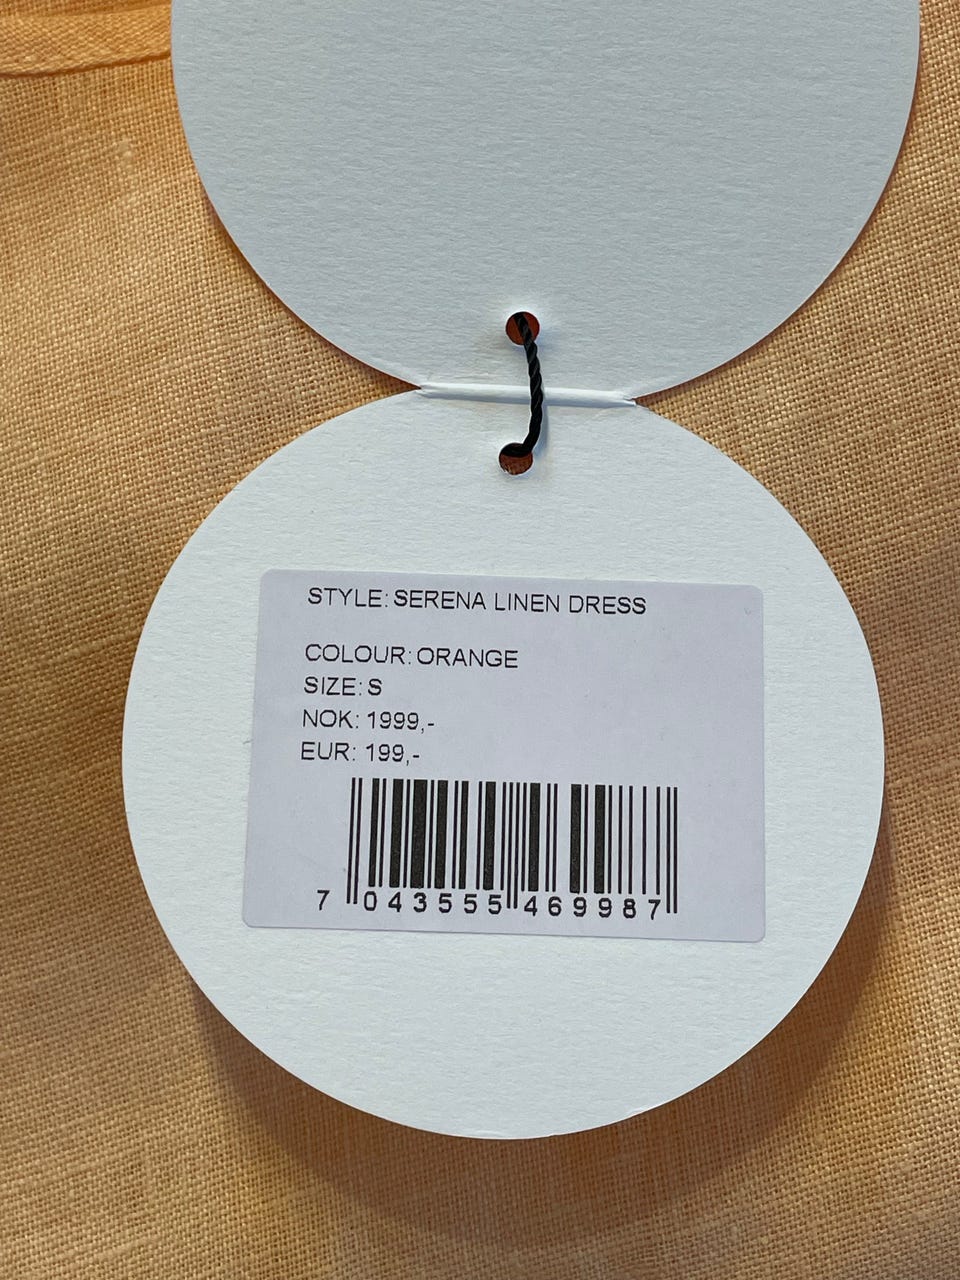 STYLE: SERENA LINEN DRESS
COLOUR: ORANGE
SIZE: S
NOK: 1999,-
EUR: 199,-
7 043555 469987